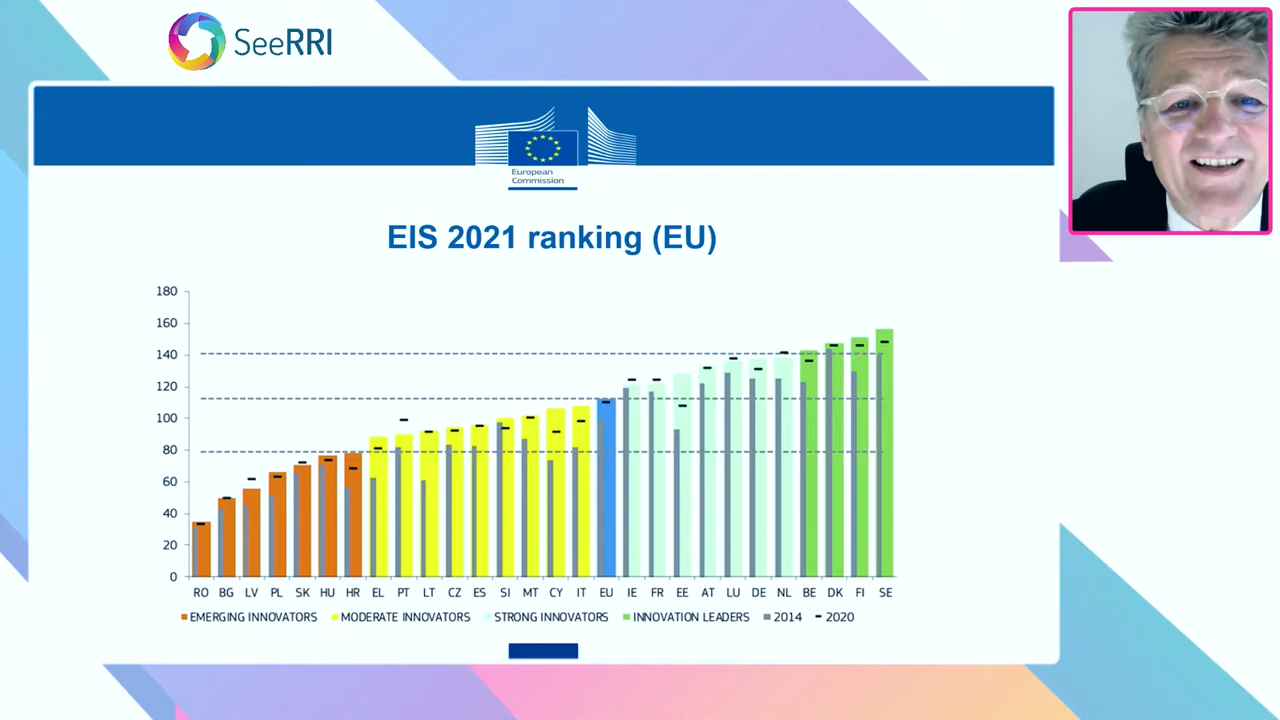 SeeRRI
European
Commission
EIS 2021 ranking (EU)
180
160
140
120
100
80
60
40
20
0
RO BG LV PL SK HU HR EL PT LT CZ ES SI MT CY IT EU IE FR EE AT LU DE NL BE DK FI SE
EMERGING INNOVATORS MODERATE INNOVATORS STRONG INNOVATORS INNOVATION LEADERS 2014 2020